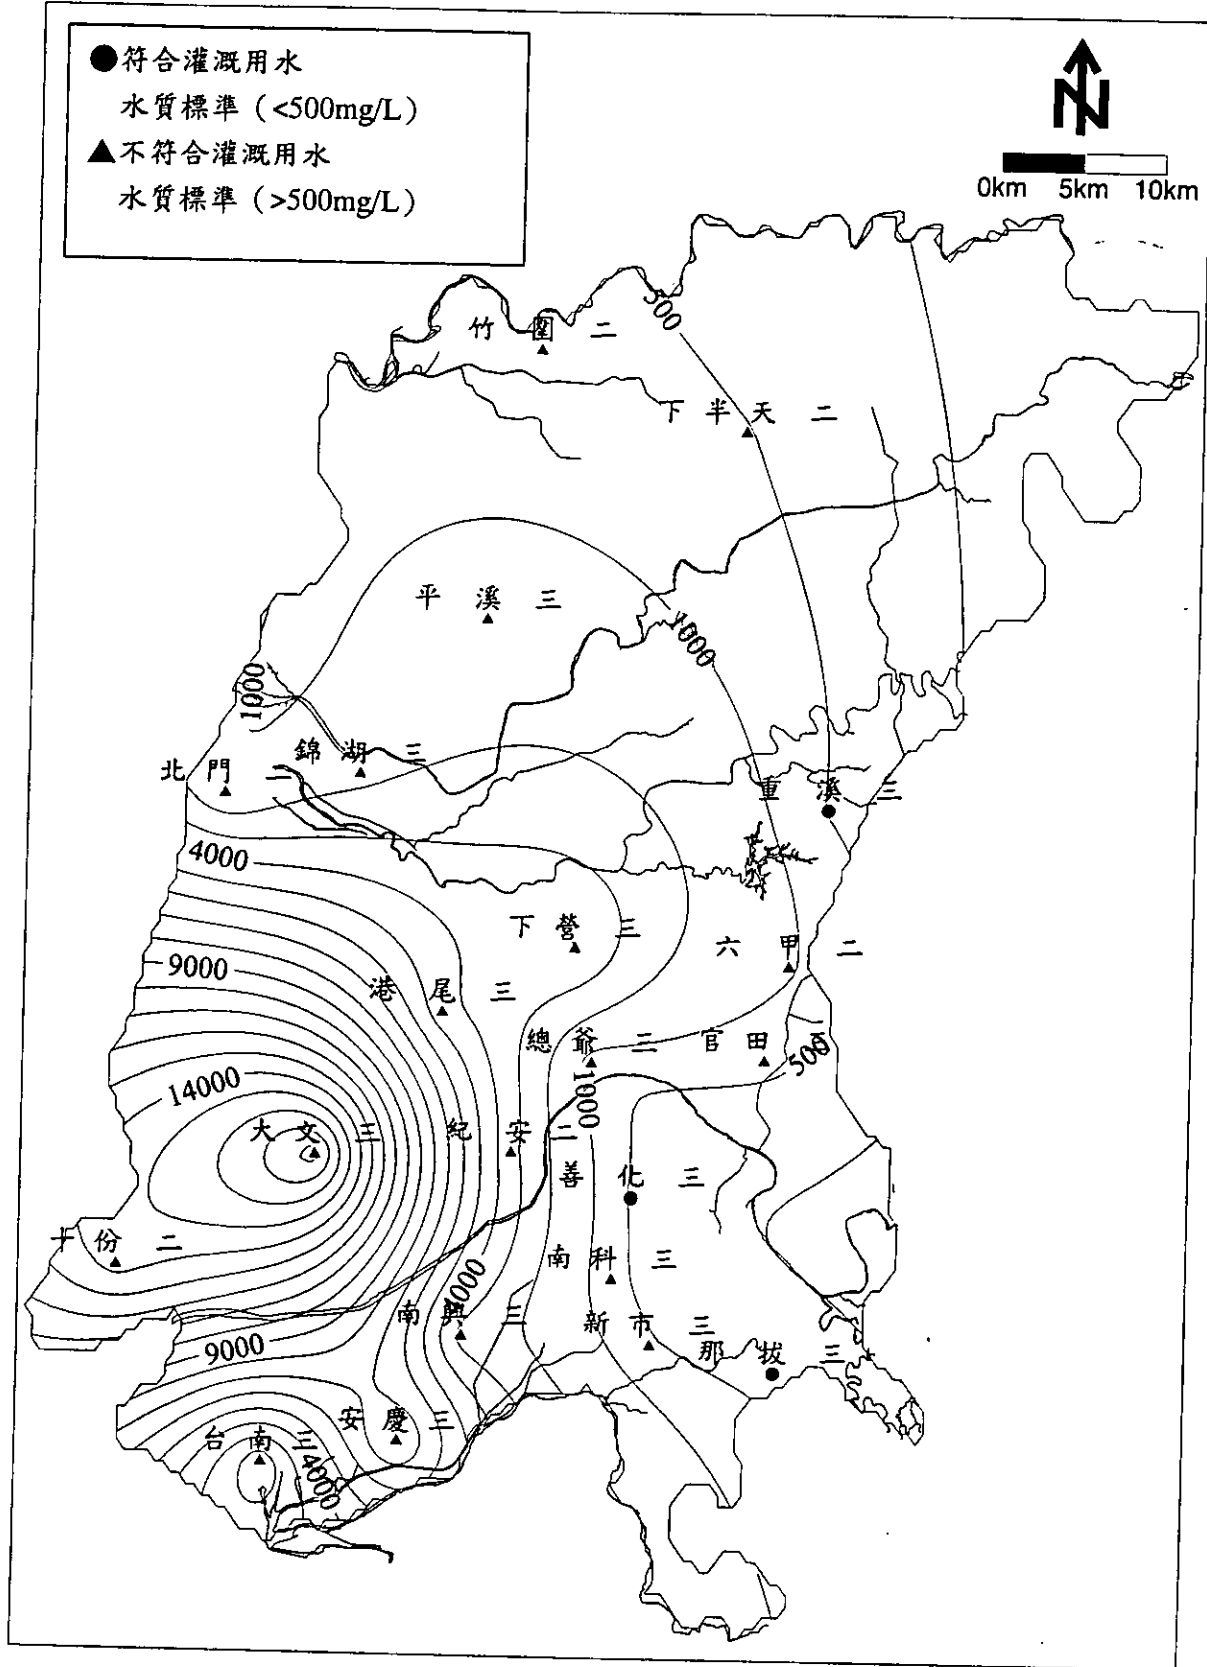 ●符合灌溉用水
水質標準（<500mg/L）
▲不符合灌溉用水
水質標準（>500mg/L）
N
0km 5km 10km
500
竹圍二
下半天二
平溪三
1000
1000
錦湖三
北門二
重溪三
4000
下營三
六甲二
9000
港尾三
總爺三
官田二
500
14000
1000
大文三
紀安二
善化三
十份二
南科三
4000
南興三
新市三
9000
那拔三
安慶三
台南三
14000